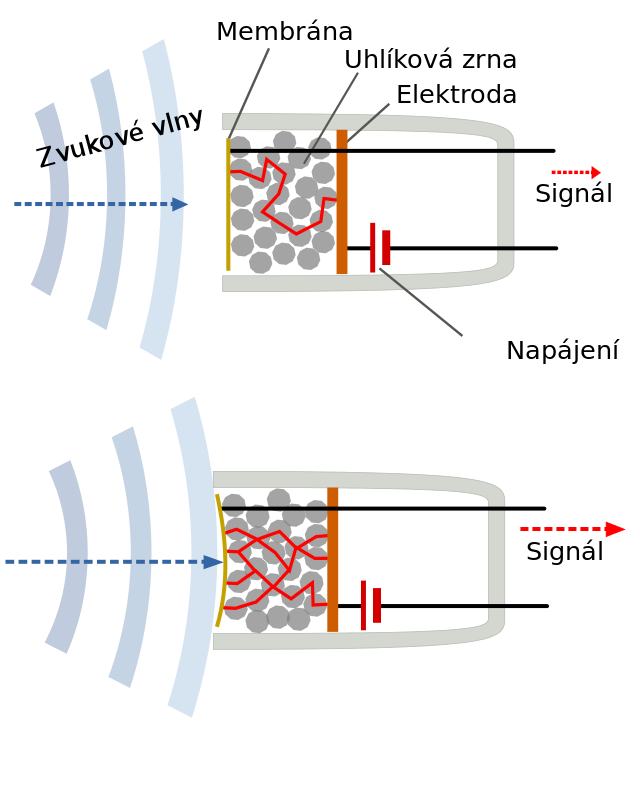 Membrána
Uhlíková zrna
Elektroda
Zvukové vlny
Signál
Napájení
Signál